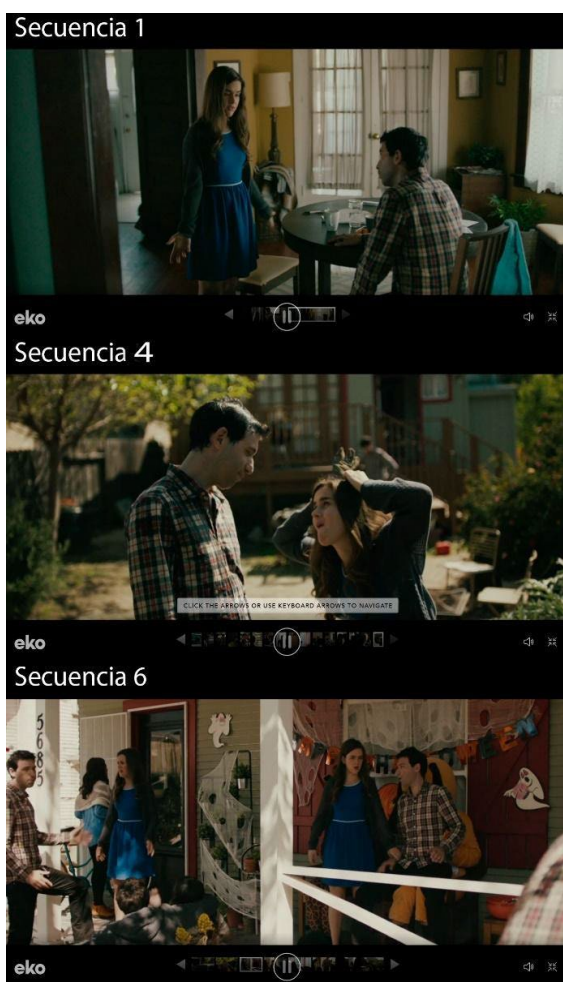 Secuencia 1
eko
Secuencia 4
CLICK THE ARROWS OR USE KEYBOARD ARROWS TO NAVIGATE
eko
Secuencia 6
5685
eko